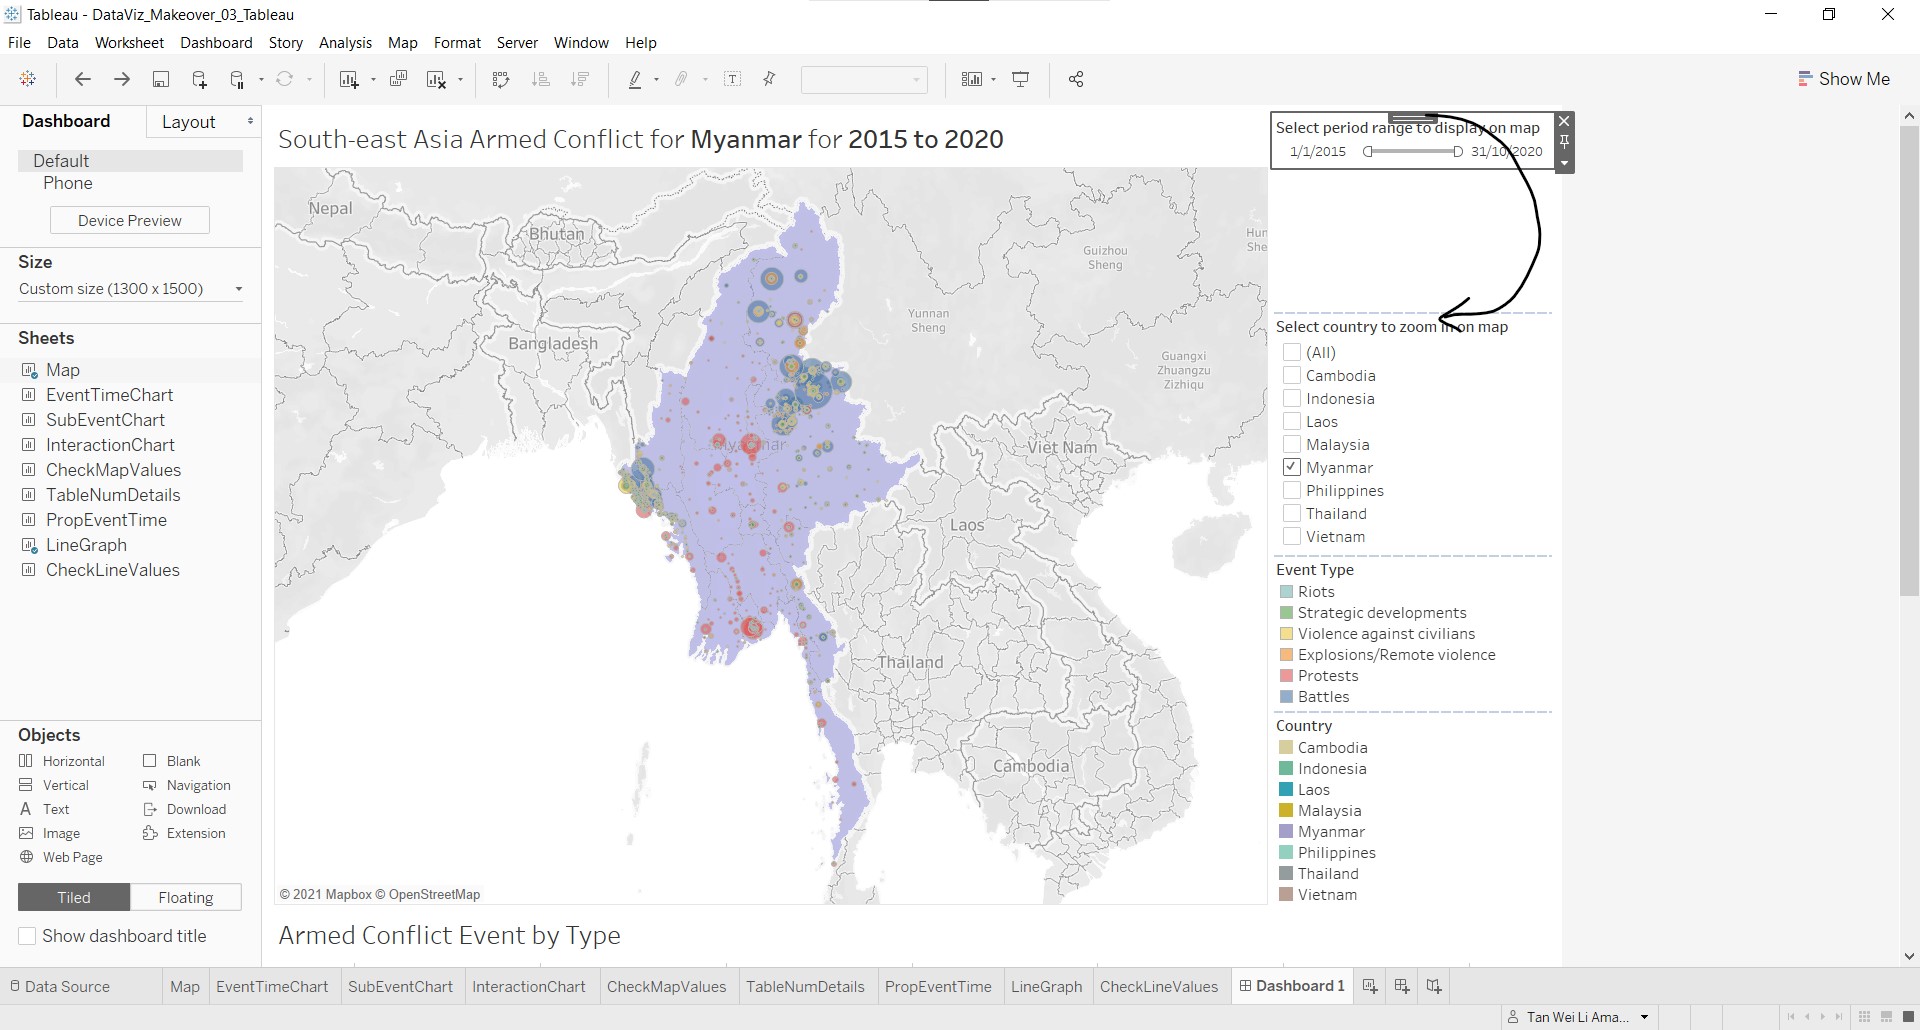 Tableau - DataViz_Makeover_03_Tableau
File Data Worksheet Dashboard Story Analysis Map Format Server Window Help
Show Me
Dashboard Layout
Default
Phone
Device Preview
Size
Custom size (1300 x 1500)
Sheets
Map
EventTimeChart
SubEventChart
InteractionChart
CheckMapValues
TableNumDetails
PropEventTime
LineGraph
CheckLineValues
Objects
Horizontal Blank
Vertical Navigation
Text Download
Image Extension
Web Page
Tiled Floating
Show dashboard title
South-east Asia Armed Conflict for Myanmar for 2015 to 2020
Nepal
Bhutan
Bangladesh
Guizhou
Sheng
Hun
She
Yunnan
Sheng
Guangxi
Zhuangzu
Zizhiqu
Myanmar
Viet Nam
Laos
Thailand
Cambodia
© 2021 Mapbox © OpenStreetMap
Armed Conflict Event by Type
Select period range to display on map
1/1/2015 31/10/2020
Select country to zoom in on map
(All)
Cambodia
Indonesia
Laos
Malaysia
Myanmar
Philippines
Thailand
Vietnam
Event Type
Riots
Strategic developments
Violence against civilians
Explosions/Remote violence
Protests
Battles
Country
Cambodia
Indonesia
Laos
Malaysia
Myanmar
Philippines
Thailand
Vietnam
Data Source Map EventTimeChart SubEventChart InteractionChart CheckMapValues TableNumDetails PropEventTime LineGraph CheckLineValues Dashboard 1
Tan Wei Li Ama...